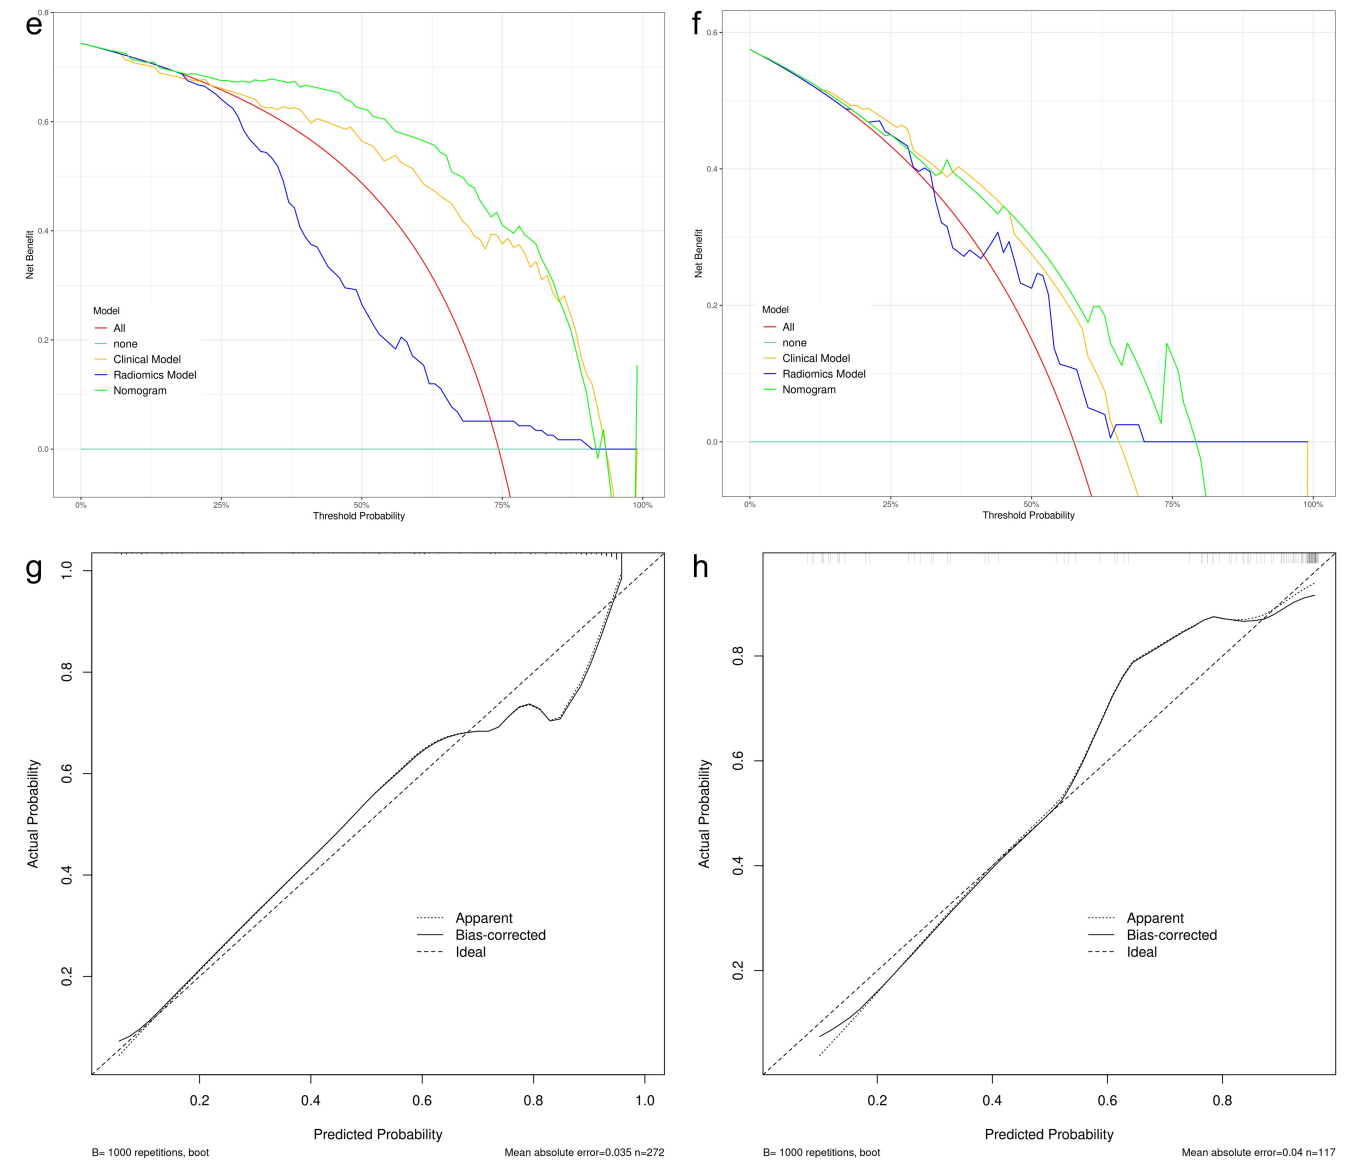 e
0.8
0.6
0.4
0.2
0.0
Net Benefit
Model
All
none
Clinical Model
Radiomics Model
Nomogram
0%
25%
50%
75%
100%
Threshold Probability
f
0.6
0.4
0.2
0.0
Net Benefit
Model
All
none
Clinical Model
Radiomics Model
Nomogram
0%
25%
50%
75%
100%
Threshold Probability
g
1.0
0.8
0.6
0.4
0.2
Actual Probability
Apparent
Bias-corrected
Ideal
0.2
0.4
0.6
0.8
1.0
Predicted Probability
B= 1000 repetitions, boot
Mean absolute error=0.035 n=272
h
0.8
0.6
0.4
0.2
Actual Probability
Apparent
Bias-corrected
Ideal
0.2
0.4
0.6
0.8
Predicted Probability
B= 1000 repetitions, boot
Mean absolute error=0.04 n=117